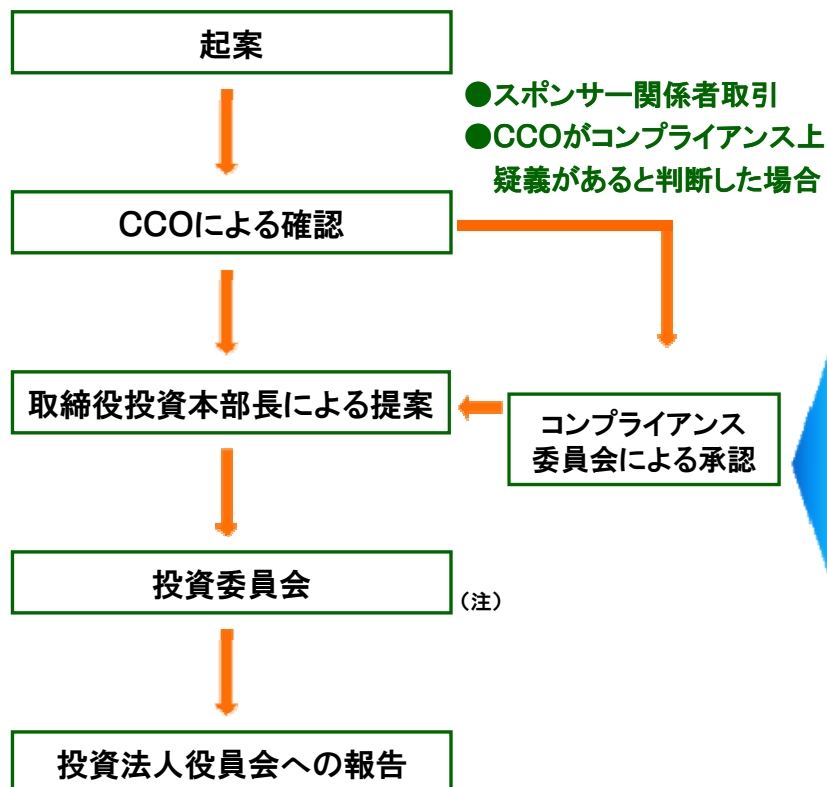 起案
●スポンサー関係者取引
●CCOがコンプライアンス上
疑義があると判断した場合
CCOによる確認
取締役投資本部長による提案
コンプライアンス
委員会による承認
投資委員会
（注）
投資法人役員会への報告